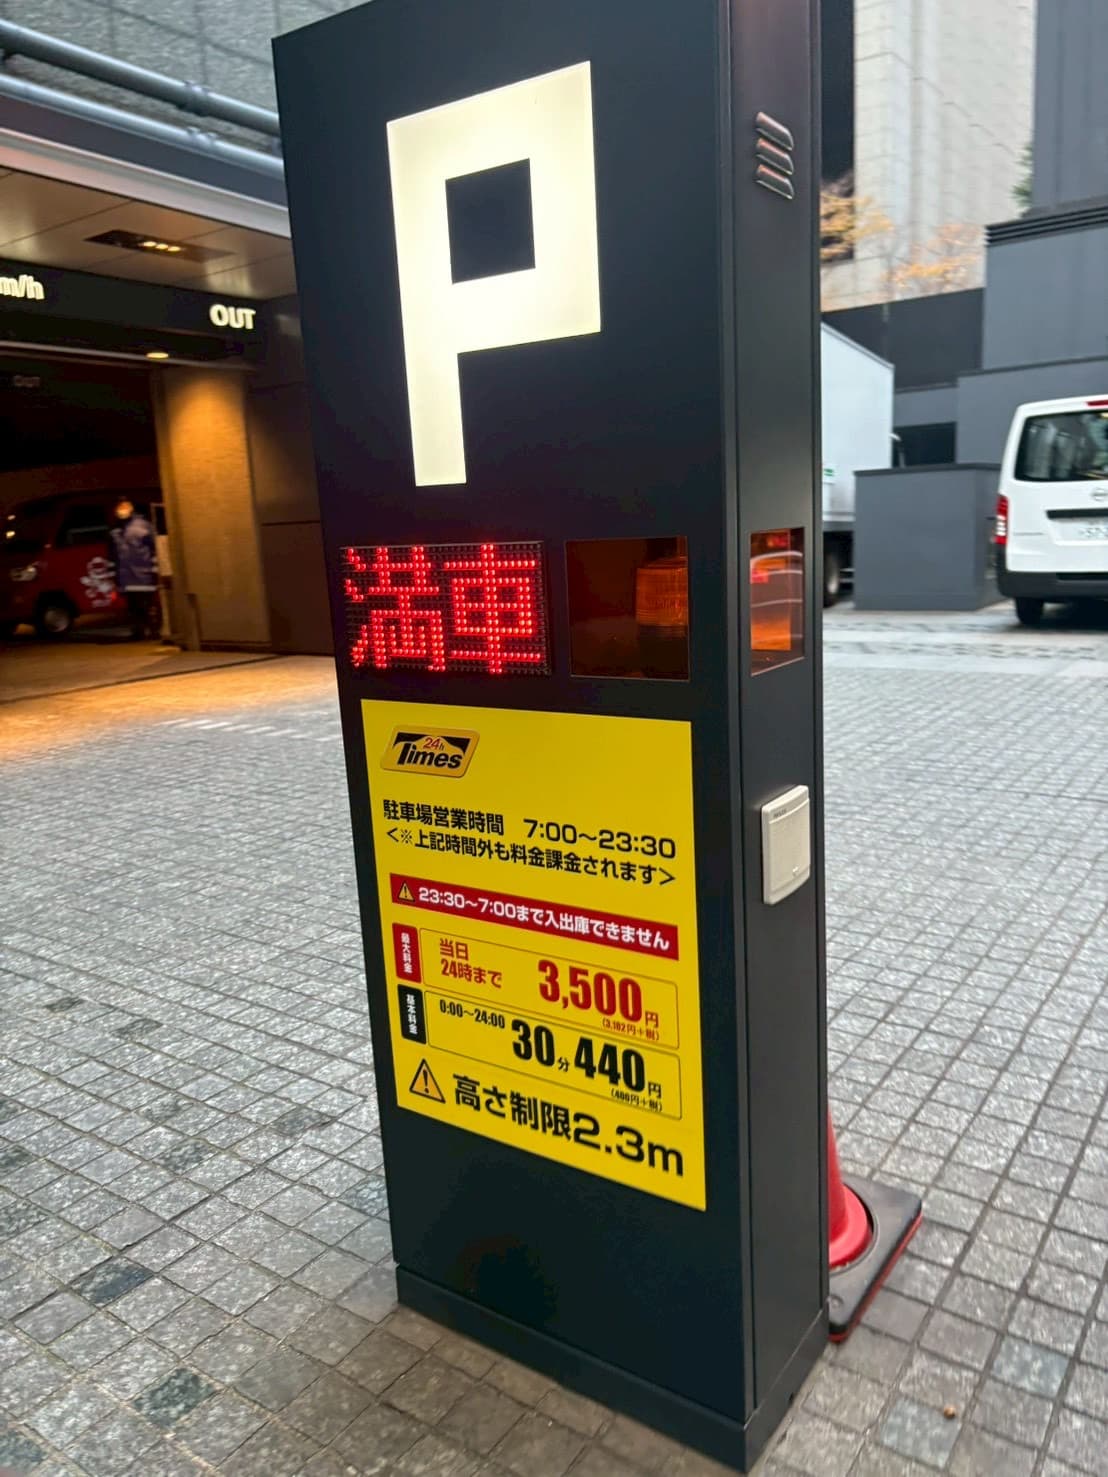 m/h
OUT
OUT
P
満車
24h
Times
駐車場営業時間 7:00〜23:30
<※上記時間外も料金課金されます>
23:30〜7:00まで入出庫できません
最大料金
当日
24時まで
3,500円
(3,182円+税)
基本料金
0:00〜24:00
30分440円
(400円+税)
高さ制限2.3m